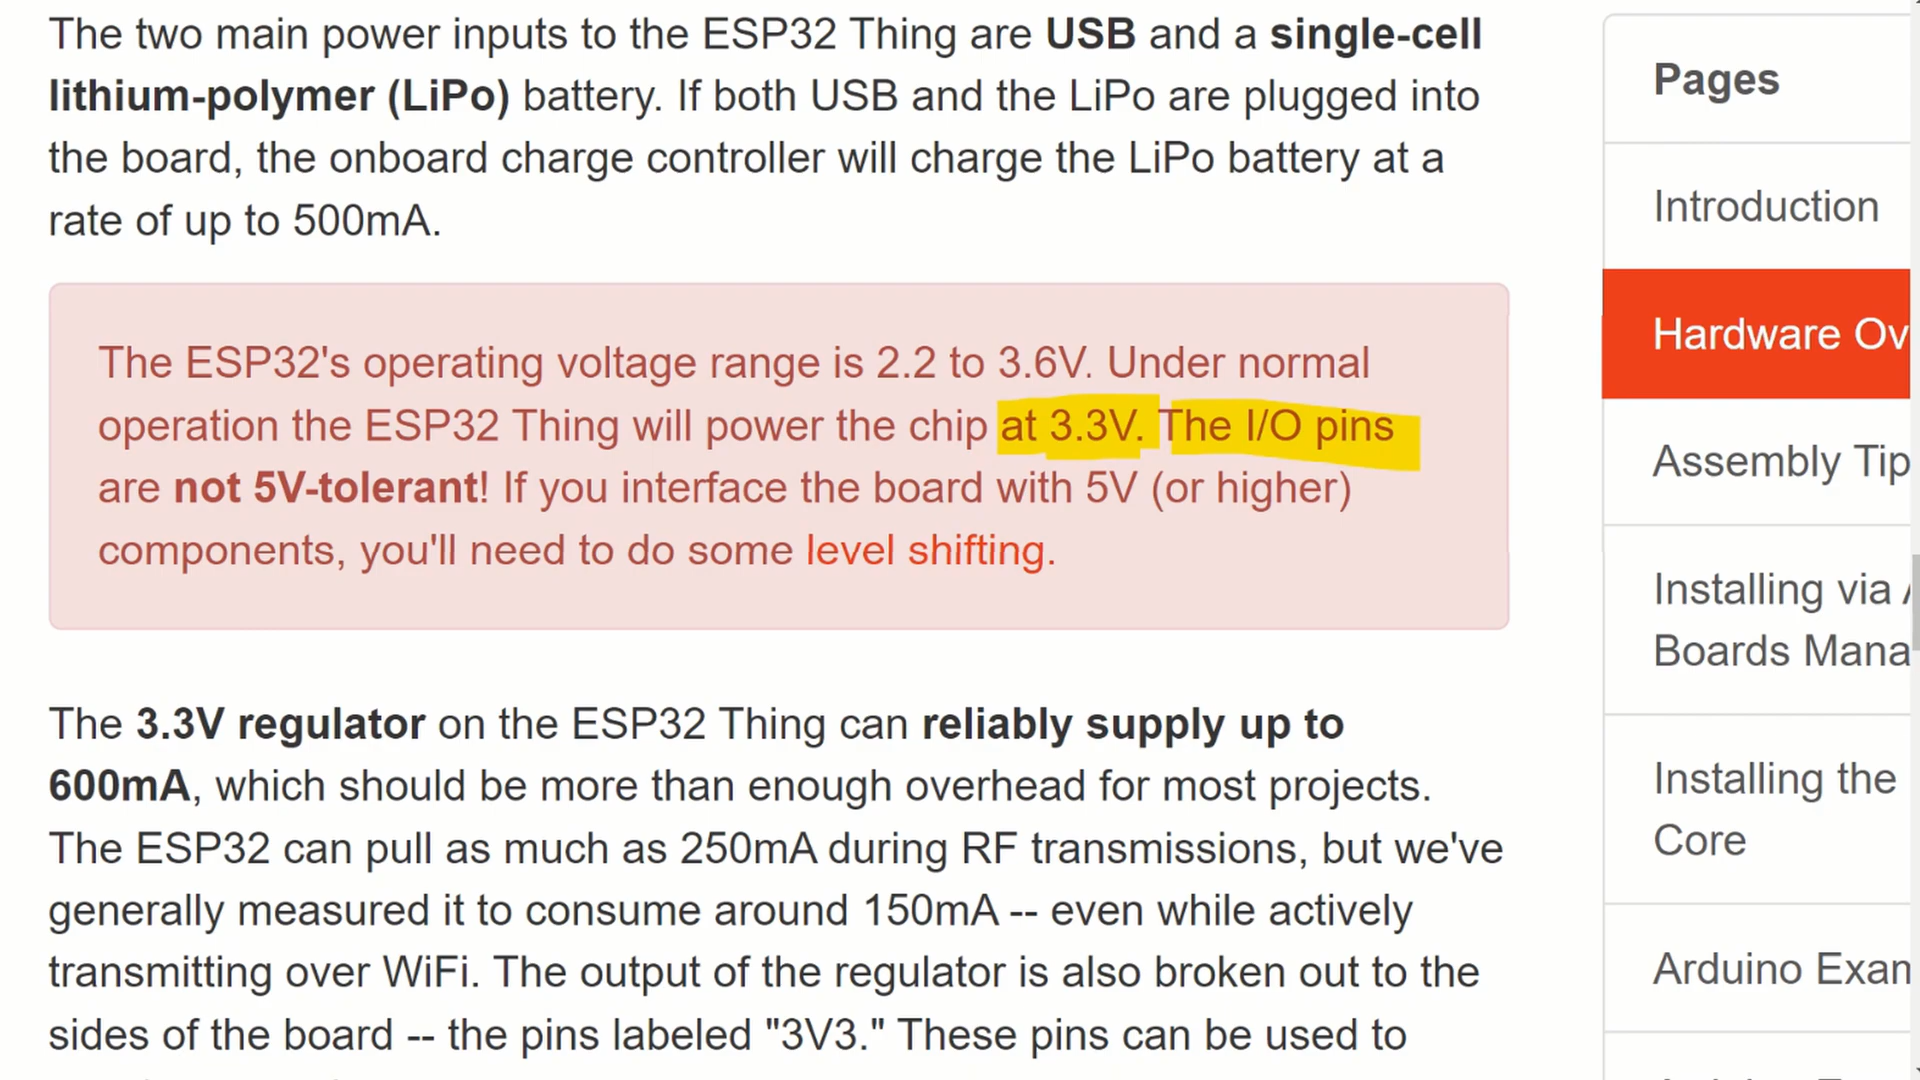 The two main power inputs to the ESP32 Thing are USB and a single-cell
lithium-polymer (LiPo) battery. If both USB and the LiPo are plugged into
the board, the onboard charge controller will charge the LiPo battery at a
rate of up to 500mA.
The ESP32's operating voltage range is 2.2 to 3.6V. Under normal
operation the ESP32 Thing will power the chip at 3.3V. The I/O pins
are not 5V-tolerant! If you interface the board with 5V (or higher)
components, you'll need to do some level shifting.
The 3.3V regulator on the ESP32 Thing can reliably supply up to
600mA, which should be more than enough overhead for most projects.
The ESP32 can pull as much as 250mA during RF transmissions, but we've
generally measured it to consume around 150mA -- even while actively
transmitting over WiFi. The output of the regulator is also broken out to the
sides of the board -- the pins labeled "3V3." These pins can be used to
Pages
Introduction
Hardware Ov
Assembly Tip
Installing via
Boards Mana
Installing the
Core
Arduino Exam